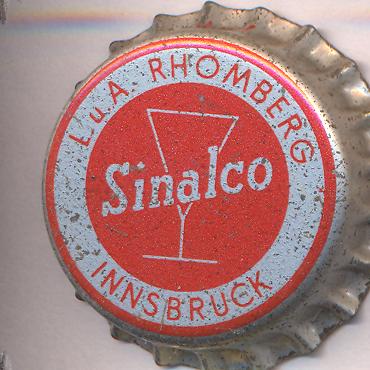 L.u.A. RHOMBERG
Sinalco
INNSBRUCK